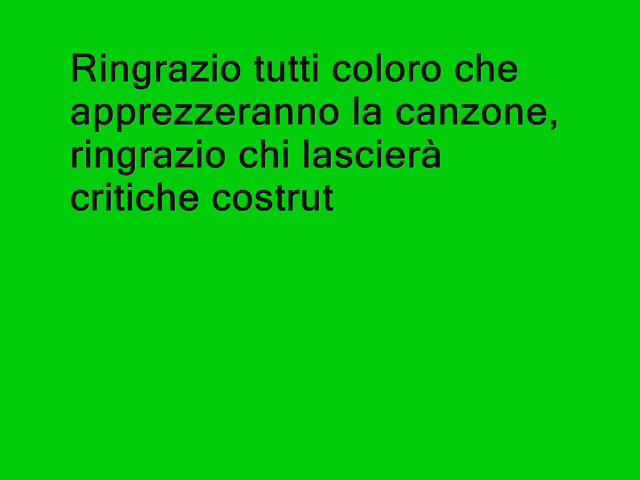 Ringrazio tutti coloro che
apprezzeranno la canzone,
ringrazio chi lascierà
critiche costrut